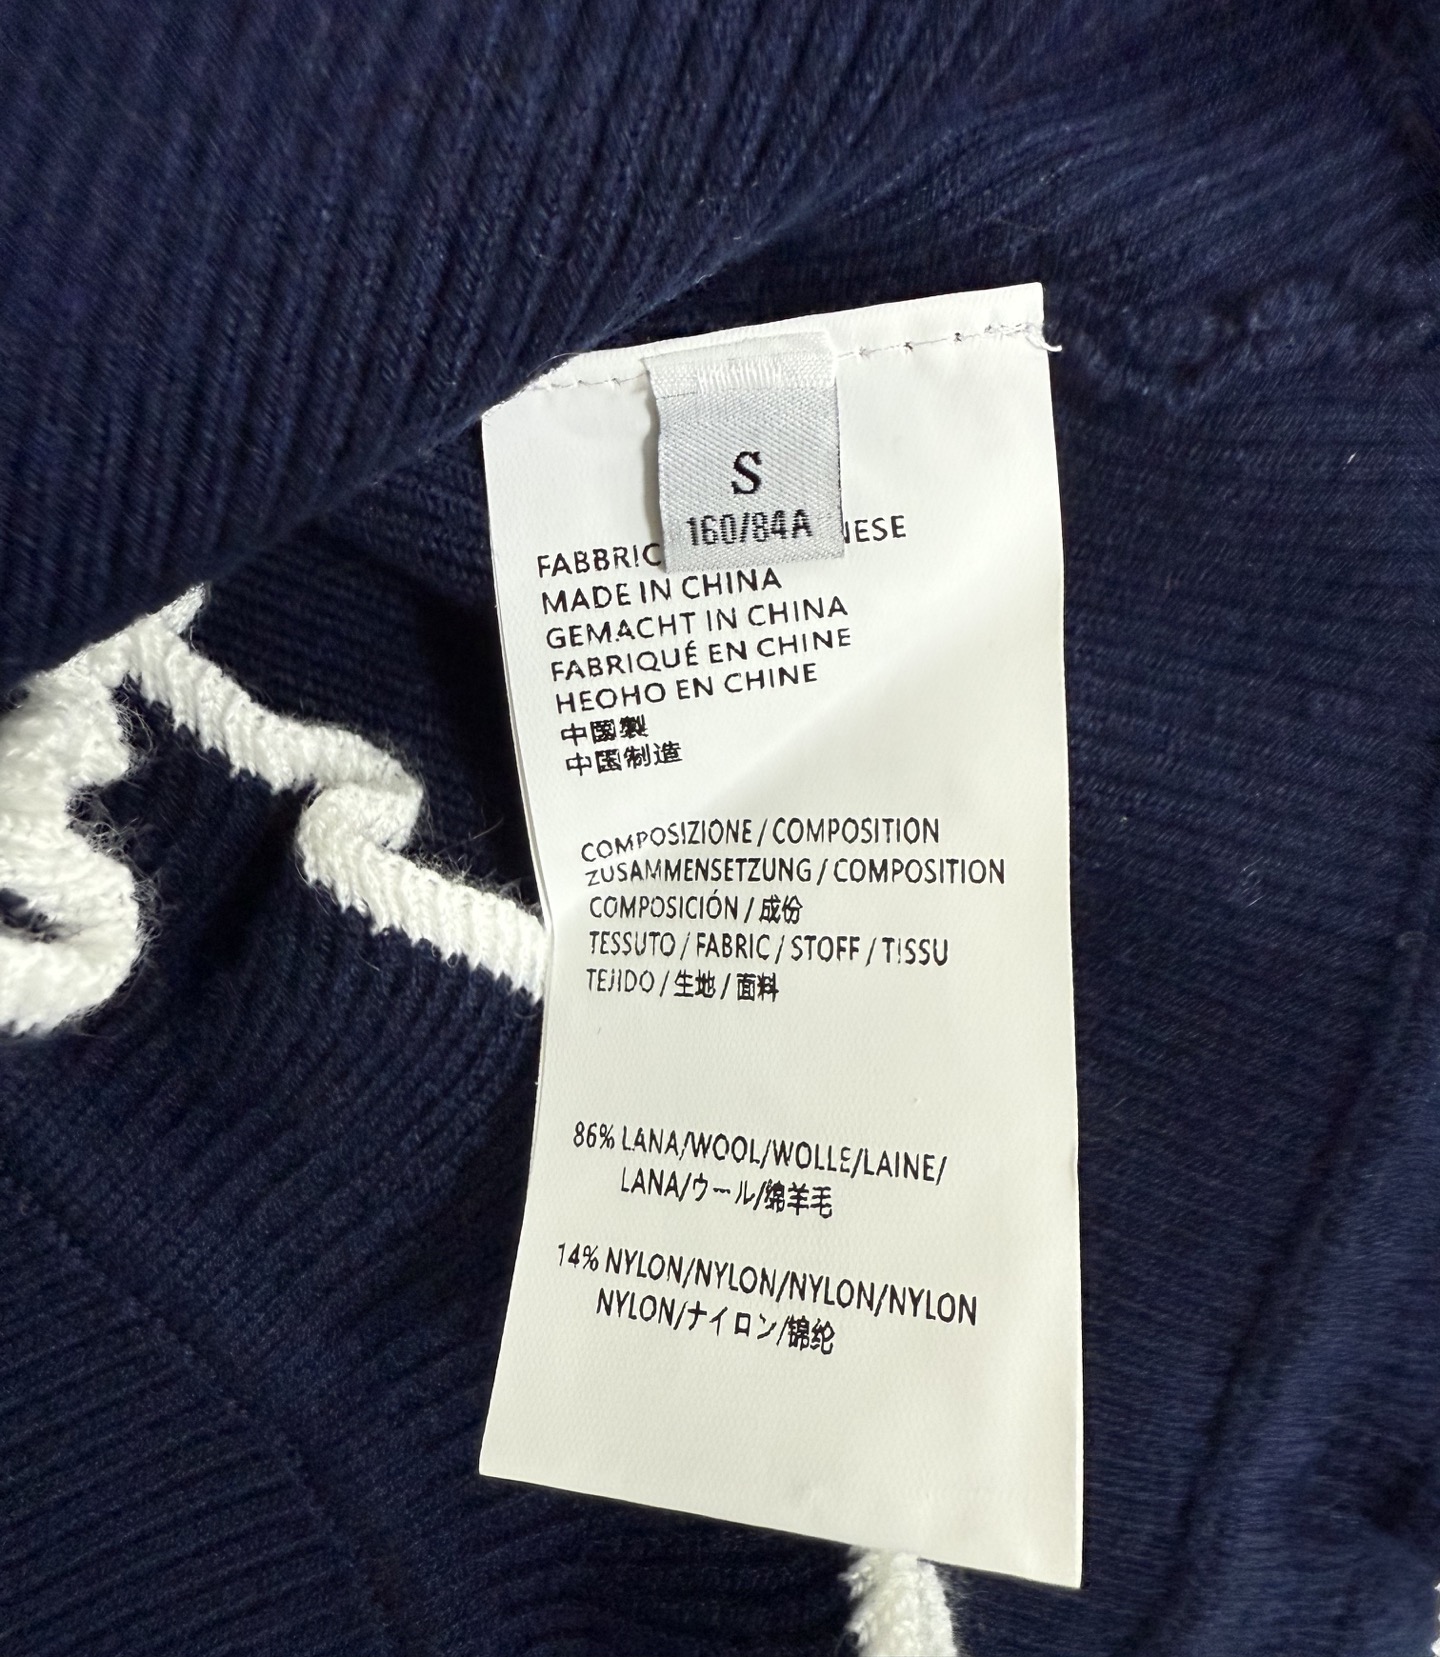 S
160/84A
FABBRIC NESE
MADE IN CHINA
GEMACHT IN CHINA
FABRIQUÉ EN CHINE
HEOHO EN CHINE
中國製
中国制造
COMPOSIZIONE / COMPOSITION
ZUSAMMENSETZUNG / COMPOSITION
COMPOSICIÓN / 成份
TESSUTO / FABRIC / STOFF / TISSU
TEJIDO / 生地 / 面料
86% LANA/WOOL/WOLLE/LAINE/
LANA/ウール/绵羊毛
14% NYLON/NYLON/NYLON/NYLON
NYLON/ナイロン/锦纶